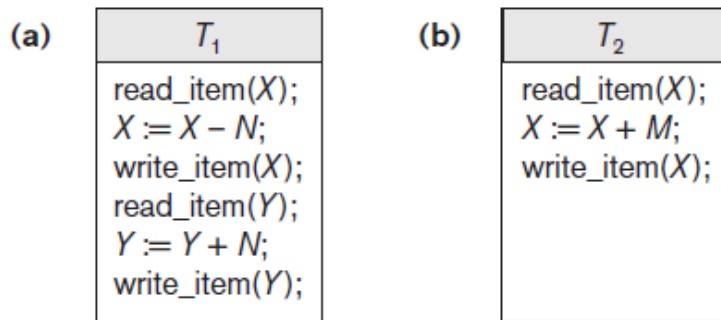 (a)
T₁
read_item(X);
X := X – N;
write_item(X);
read_item(Y);
Y := Y + N;
write_item(Y);
(b)
T₂
read_item(X);
X := X + M;
write_item(X);